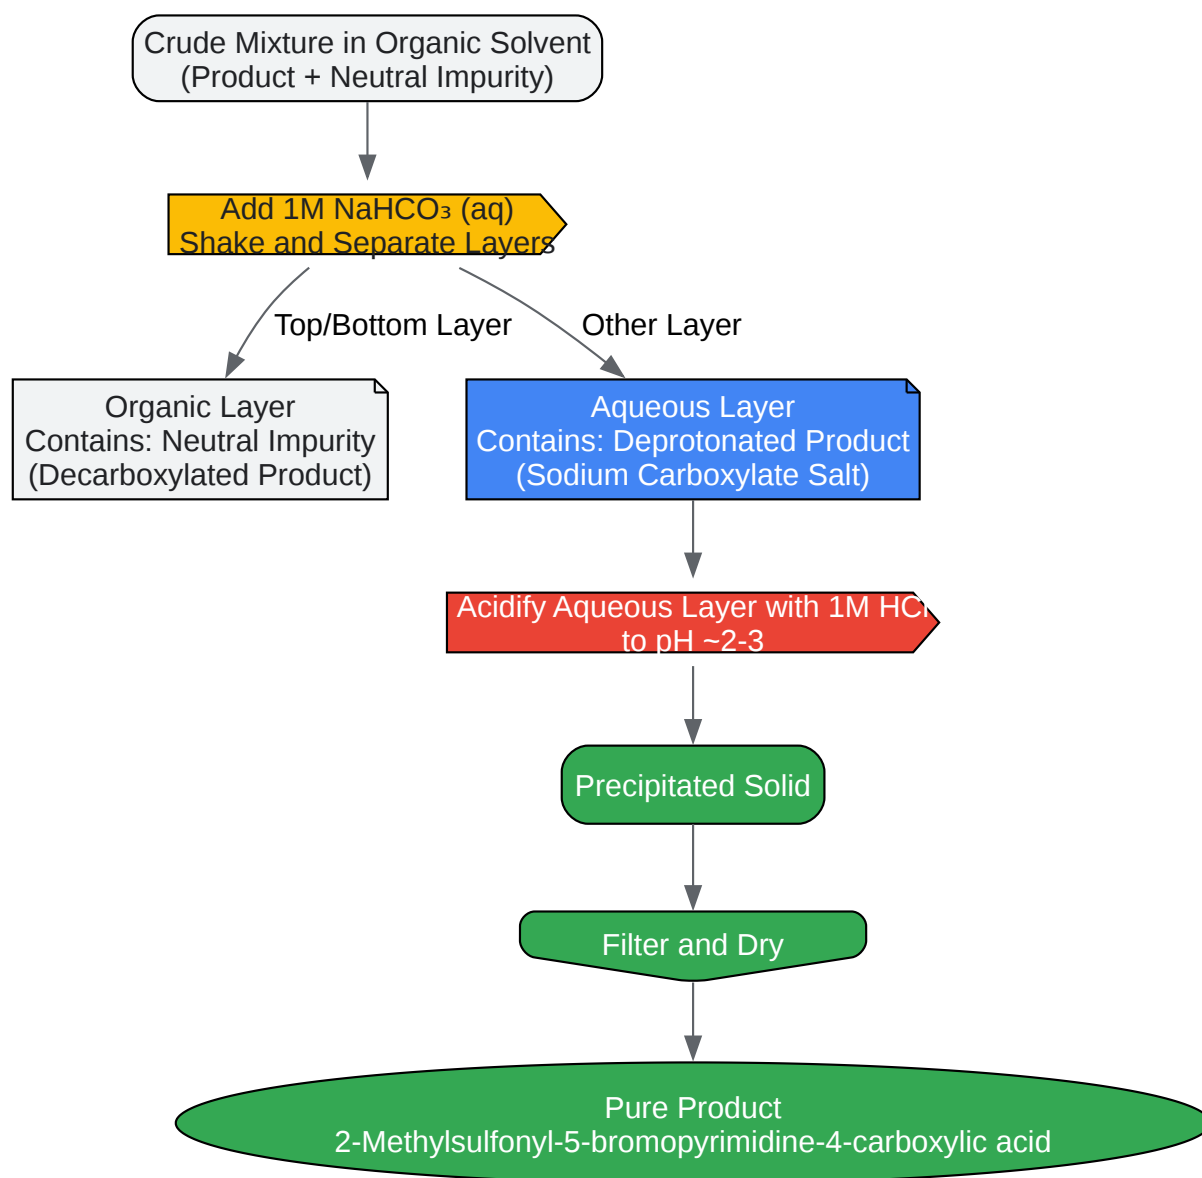 Crude Mixture in Organic Solvent
(Product + Neutral Impurity)
Add 1M NaHCO₃ (aq)
Shake and Separate Layers
Top/Bottom Layer
Other Layer
Organic Layer
Contains: Neutral Impurity
(Decarboxylated Product)
Aqueous Layer
Contains: Deprotonated Product
(Sodium Carboxylate Salt)
Acidify Aqueous Layer with 1M HCl
to pH ~2-3
Precipitated Solid
Filter and Dry
Pure Product
2-Methylsulfonyl-5-bromopyrimidine-4-carboxylic acid